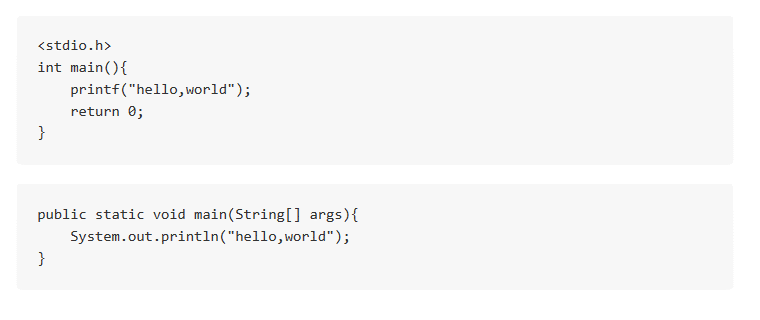 <stdio.h>
int main(){
    printf("hello,world");
    return 0;
}
public static void main(String[] args){
    System.out.println("hello,world");
}